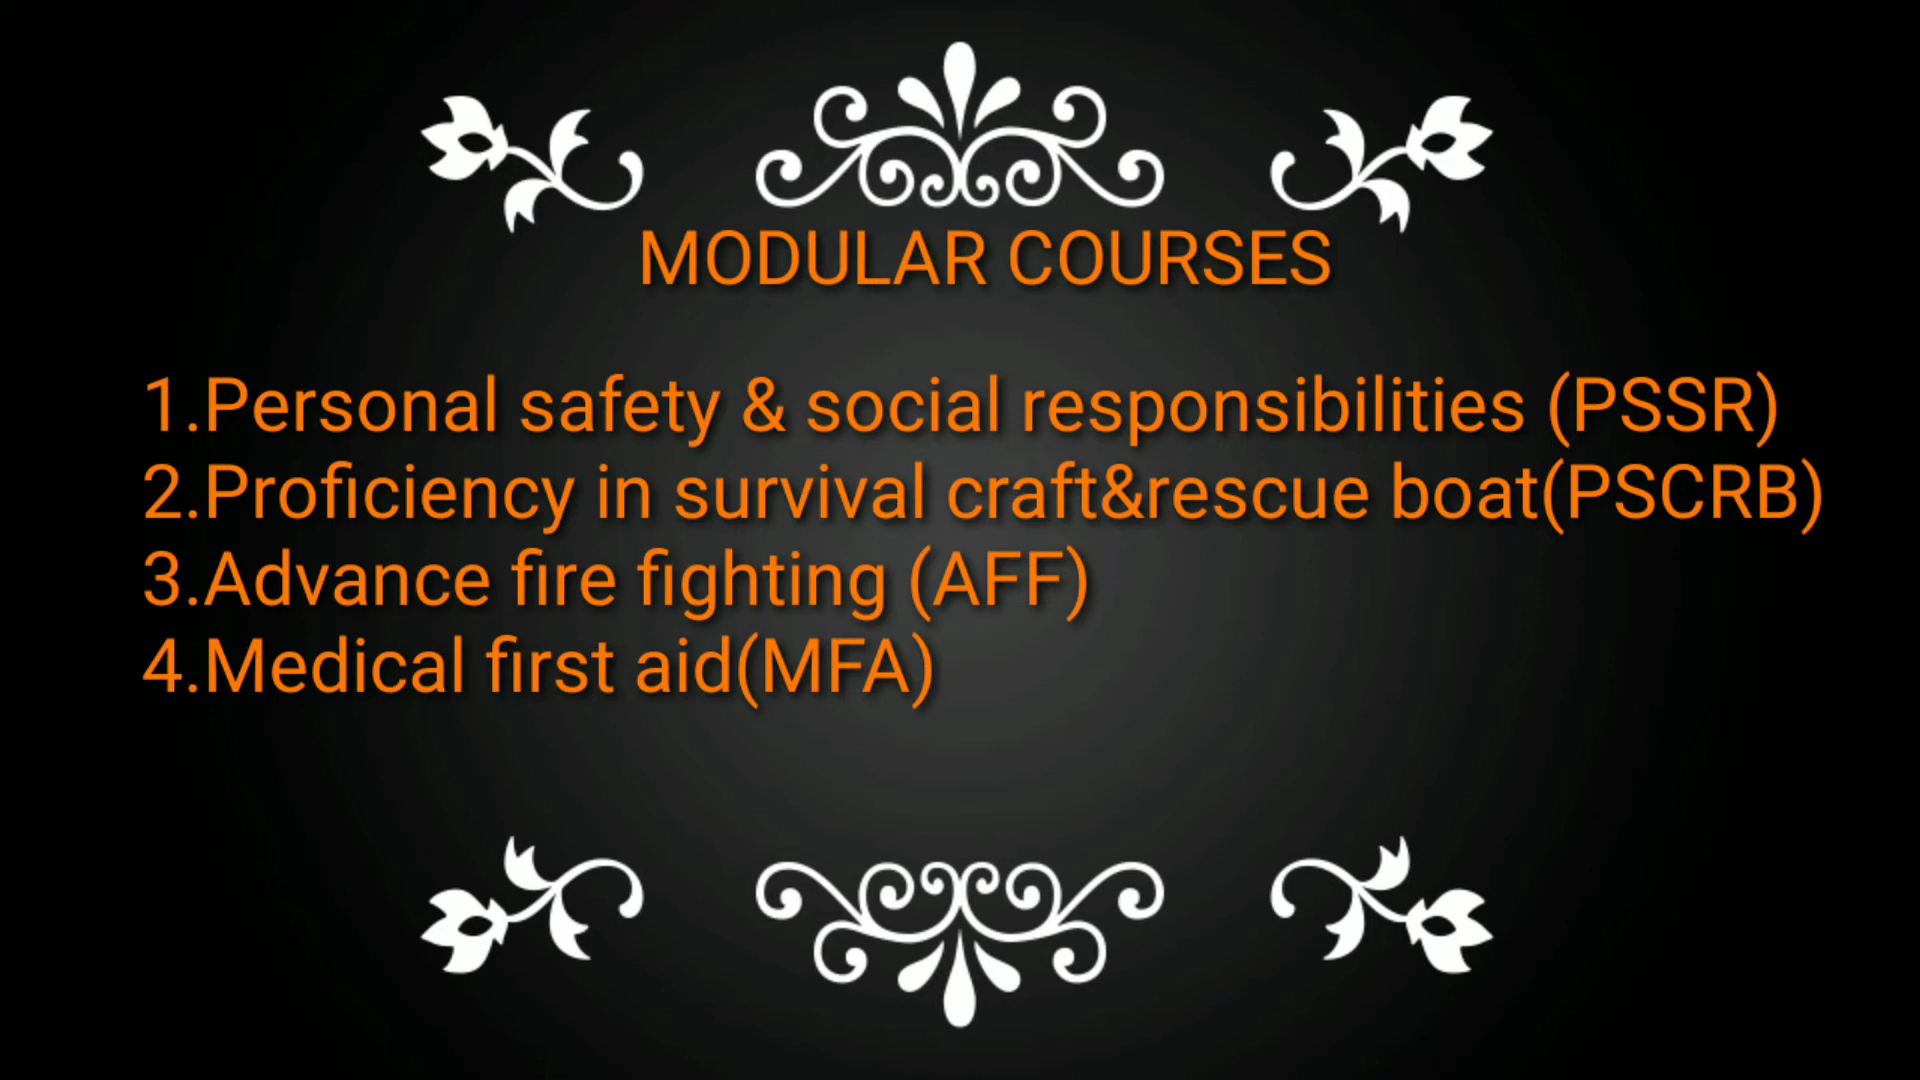 MODULAR COURSES
1.Personal safety & social responsibilities (PSSR)
2.Proficiency in survival craft&rescue boat(PSCRB)
3.Advance fire fighting (AFF)
4.Medical first aid(MFA)